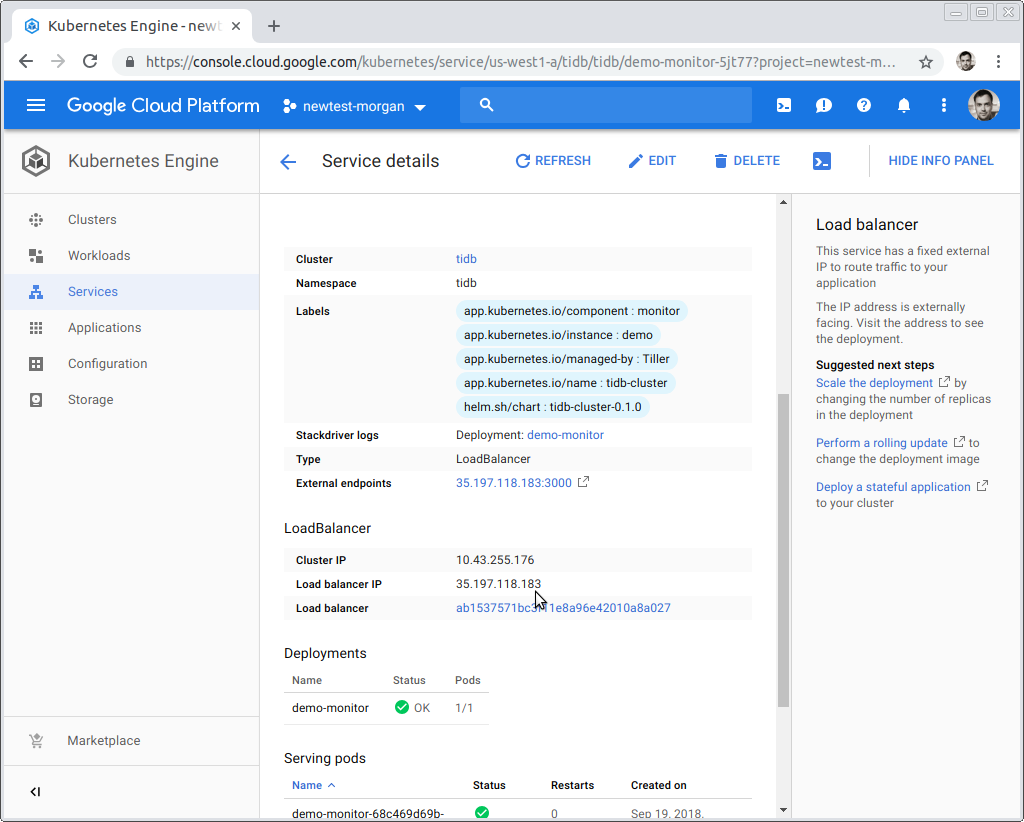 Kubernetes Engine - newt
https://console.cloud.google.com/kubernetes/service/us-west1-a/tidb/tidb/demo-monitor-5jt77?project=newtest-m...
Google Cloud Platform
newtest-morgan
Kubernetes Engine
Service details
REFRESH
EDIT
DELETE
HIDE INFO PANEL
Clusters
Workloads
Services
Applications
Configuration
Storage
Marketplace
Cluster tidb
Namespace tidb
Labels app.kubernetes.io/component : monitor
app.kubernetes.io/instance : demo
app.kubernetes.io/managed-by : Tiller
app.kubernetes.io/name : tidb-cluster
helm.sh/chart : tidb-cluster-0.1.0
Stackdriver logs Deployment: demo-monitor
Type LoadBalancer
External endpoints 35.197.118.183:3000
LoadBalancer
Cluster IP 10.43.255.176
Load balancer IP 35.197.118.183
Load balancer
Deployments
Name Status Pods
demo-monitor OK 1/1
Serving pods
Name Status Restarts Created on
demo-monitor-68c469d69b- 0 Sep 19, 2018,
Load balancer
This service has a fixed external
IP to route traffic to your
application
The IP address is externally
facing. Visit the address to see
the deployment.
Suggested next steps
Scale the deployment by
changing the number of replicas
in the deployment
Perform a rolling update to
change the deployment image
Deploy a stateful application
to your cluster